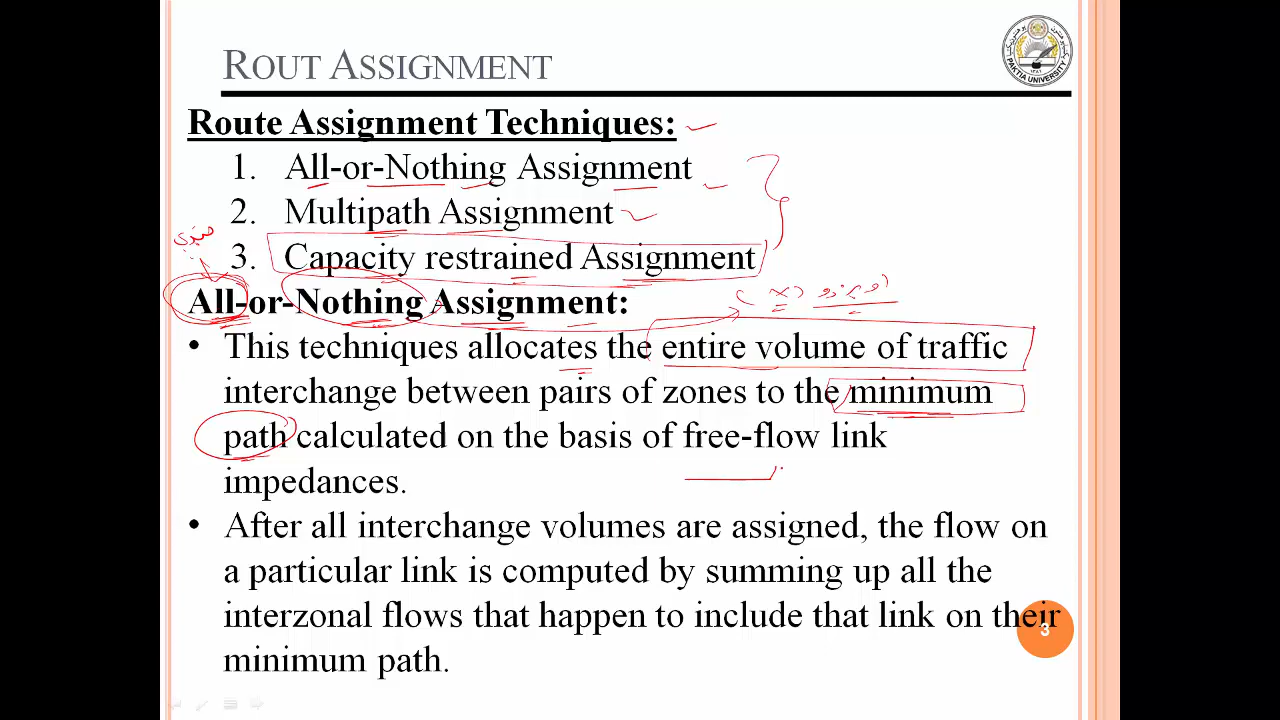 ROUT ASSIGNMENT
PAKTIA UNIVERSITY
Route Assignment Techniques:
1. All-or-Nothing Assignment
2. Multipath Assignment
3. Capacity restrained Assignment
All-or-Nothing Assignment:
• This techniques allocates the entire volume of traffic
interchange between pairs of zones to the minimum
path calculated on the basis of free-flow link
impedances.
• After all interchange volumes are assigned, the flow on
a particular link is computed by summing up all the
interzonal flows that happen to include that link on their
minimum path.
3